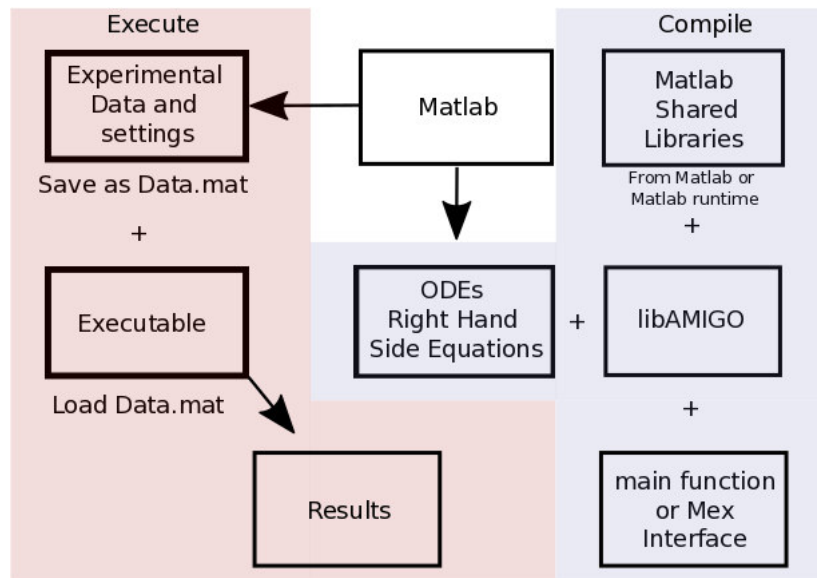 Execute
Experimental
Data and
settings
Save as Data.mat
+
Executable
Load Data.mat
Results
Matlab
ODEs
Right Hand
Side Equations
+
Compile
Matlab
Shared
Libraries
From Matlab or
Matlab runtime
+
libAMIGO
+
main function
or Mex
Interface